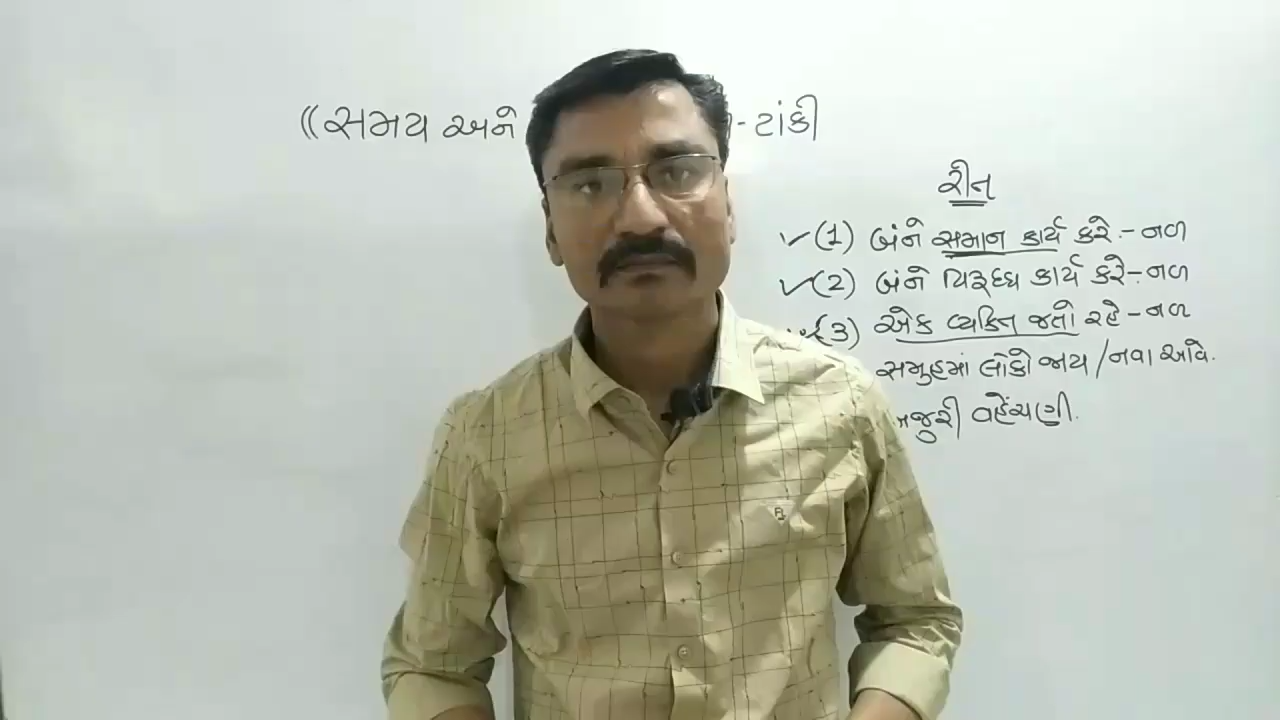 ((સમય અને - ટાંકી
રીત
✓(1) બંને સમાન કાર્ય કરે.- નળ
✓(2) બંને વિરૂધ્ધ કાર્ય કરે- નળ
(3) એક વ્યકિત જતો રહે - નળ
સમુહમાં લોકો જાય / નવા આવે.
વહેંચણી.